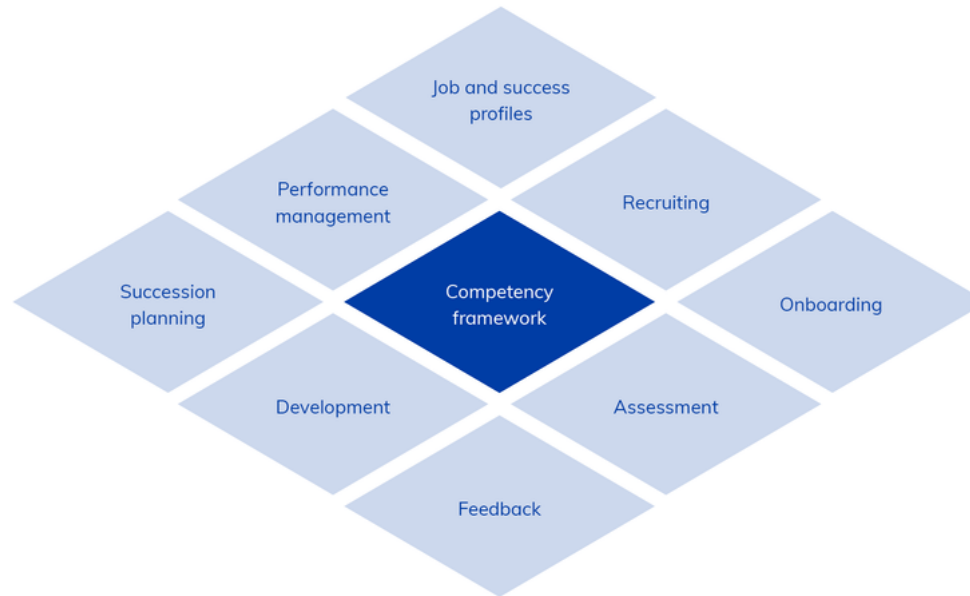 Job and success
profiles
Performance
management
Recruiting
Succession
planning
Competency
framework
Onboarding
Development
Assessment
Feedback